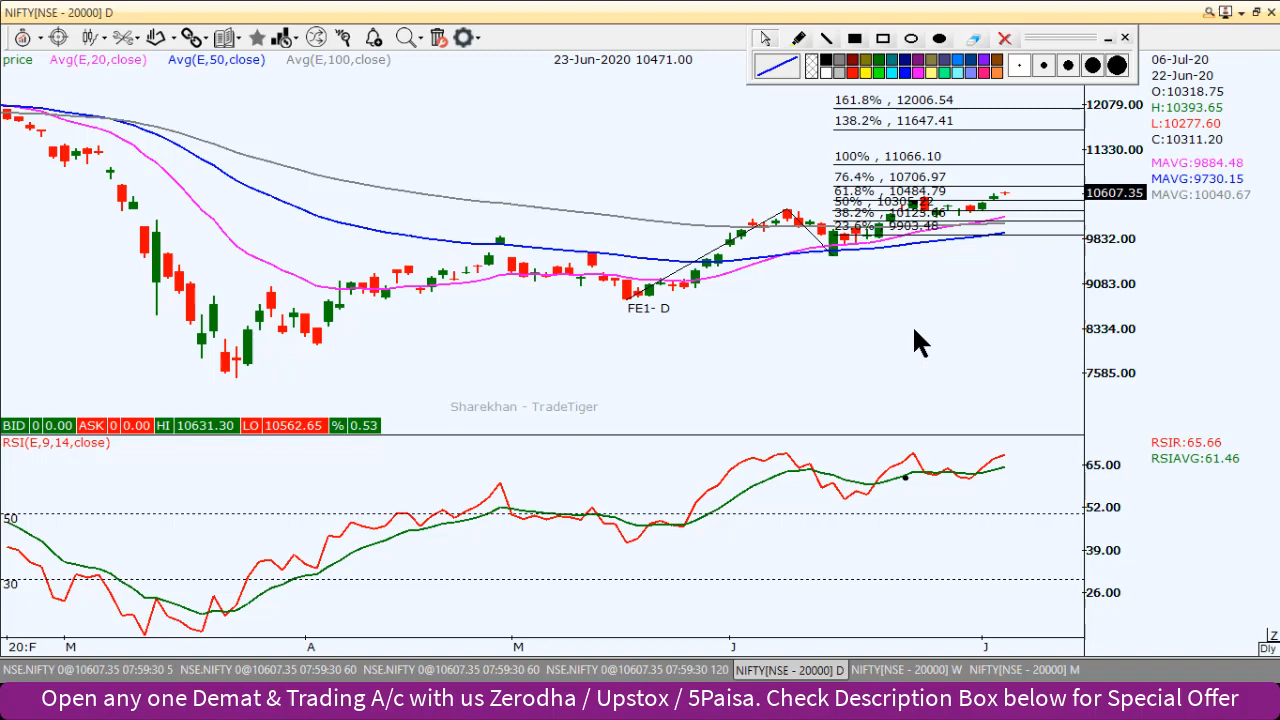 NIFTY[NSE - 20000] D
price Avg(E,20,close) Avg(E,50,close) Avg(E,100,close) 23-Jun-2020 10471.00
06-Jul-20
22-Jun-20
O:10318.75
H:10393.65
L:10277.60
C:10311.20
MAVG:9884.48
MAVG:9730.15
MAVG:10040.67
161.8% , 12006.54
138.2% , 11647.41
100% , 11066.10
76.4% , 10706.97
61.8% , 10484.79
50% , 10305.22
38.2% , 10125.66
23.6% , 9903.48
12079.00
11330.00
10607.35
9832.00
9083.00
8334.00
7585.00
FE1- D
Sharekhan - TradeTiger
BID 0 0.00 ASK 0 0.00 HI 10631.30 LO 10562.65 % 0.53
RSI(E,9,14,close)
RSIR:65.66
RSIAVG:61.46
65.00
52.00
39.00
26.00
50
30
20:F M A M J J
Z
Dly
NSE.NIFTY 0@10607.35 07:59:30 5 NSE.NIFTY 0@10607.35 07:59:30 60 NSE.NIFTY 0@10607.35 07:59:30 60 NSE.NIFTY 0@10607.35 07:59:30 120 NIFTY[NSE - 20000] D NIFTY[NSE - 20000] W NIFTY[NSE - 20000] M
Open any one Demat & Trading A/c with us Zerodha / Upstox / 5Paisa. Check Description Box below for Special Offer